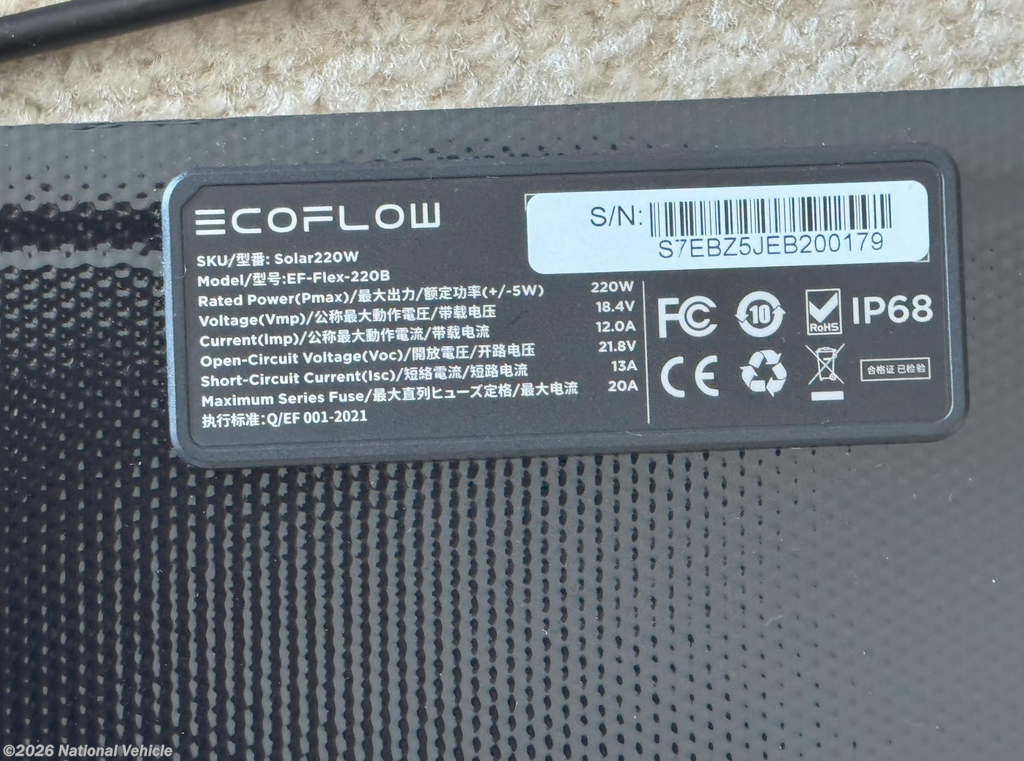 ECOFLOW
SKU/型番: Solar220W
Model/型号:EF-Flex-220B
Rated Power(Pmax)/最大出力/额定功率(+/-5W) 220W
Voltage(Vmp)/公称最大動作電圧/带载电压 18.4V
Current(Imp)/公称最大動作電流/带载电流 12.0A
Open-Circuit Voltage(Voc)/開放電圧/开路电压 21.8V
Short-Circuit Current(Isc)/短絡電流/短路电流 13A
Maximum Series Fuse/最大直列ヒューズ定格/最大电流 20A
执行标准:Q/EF 001-2021
S/N:
S7EBZ5JEB200179
FC 10 RoHS IP68
CE 合格证 已检验
©2026 National Vehicle